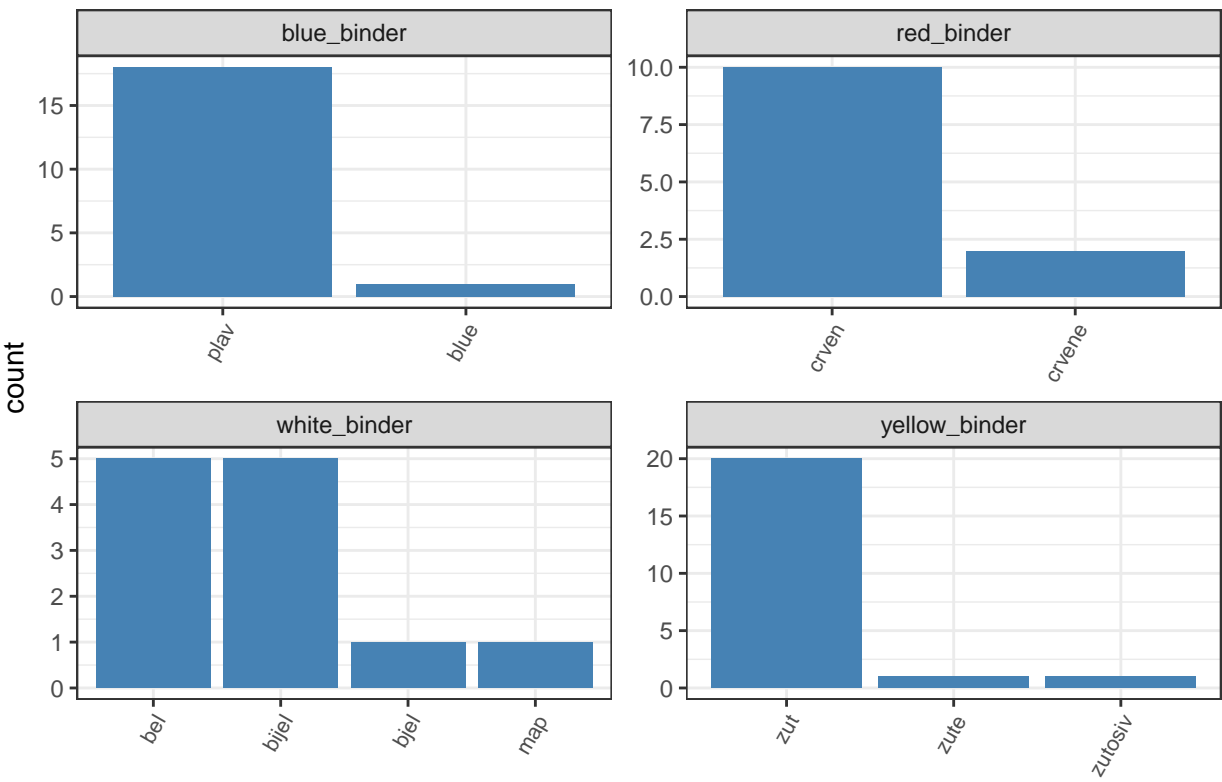 count
blue_binder
15
10
5
0
plav
blue
red_binder
10.0
7.5
5.0
2.5
0.0
crven
crvene
white_binder
5
4
3
2
1
0
bel
bijel
bjel
map
yellow_binder
20
15
10
5
0
zut
zute
zutosiv